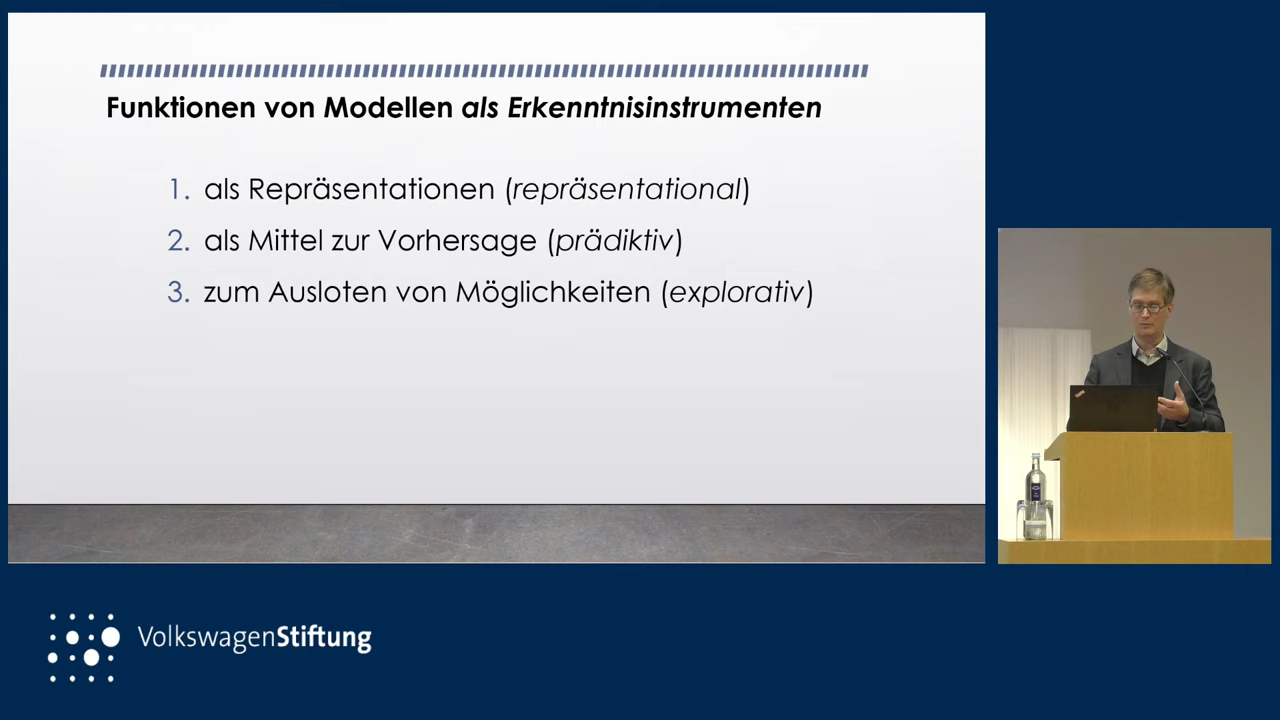 Funktionen von Modellen als Erkenntnisinstrumenten
1. als Repräsentationen (repräsentational)
2. als Mittel zur Vorhersage (prädiktiv)
3. zum Ausloten von Möglichkeiten (explorativ)
VolkswagenStiftung